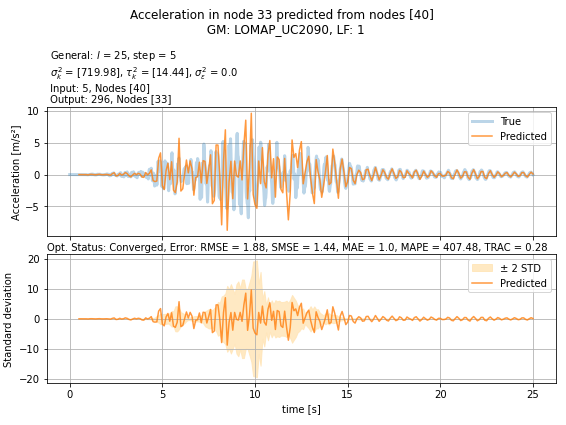 Acceleration in node 33 predicted from nodes [40]
GM: LOMAP_UC2090, LF: 1
General: l = 25, step = 5
σ²ₖ = [719.98], τ²ₖ = [14.44], σ²ε = 0.0
Input: 5, Nodes [40]
Output: 296, Nodes [33]
10
5
0
−5
Acceleration [m/s²]
True
Predicted
Opt. Status: Converged, Error: RMSE = 1.88, SMSE = 1.44, MAE = 1.0, MAPE = 407.48, TRAC = 0.28
20
10
0
−10
−20
Standard deviation
± 2 STD
Predicted
0 5 10 15 20 25
time [s]